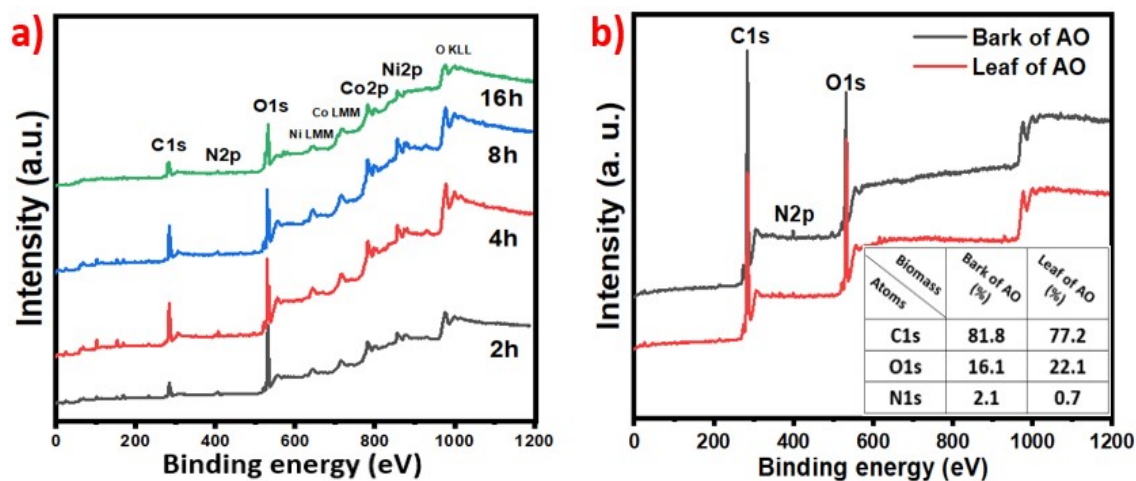 a)
Intensity (a.u.)
C1s
N2p
O1s
Ni LMM
Co LMM
Co2p
Ni2p
O KLL
16h
8h
4h
2h
0 200 400 600 800 1000 1200
Binding energy (eV)
b)
Intensity (a. u.)
C1s
N2p
O1s
Bark of AO
Leaf of AO
Biomass
Atoms
Bark of AO (%)
Leaf of AO (%)
C1s 81.8 77.2
O1s 16.1 22.1
N1s 2.1 0.7
0 200 400 600 800 1000 1200
Binding energy (eV)